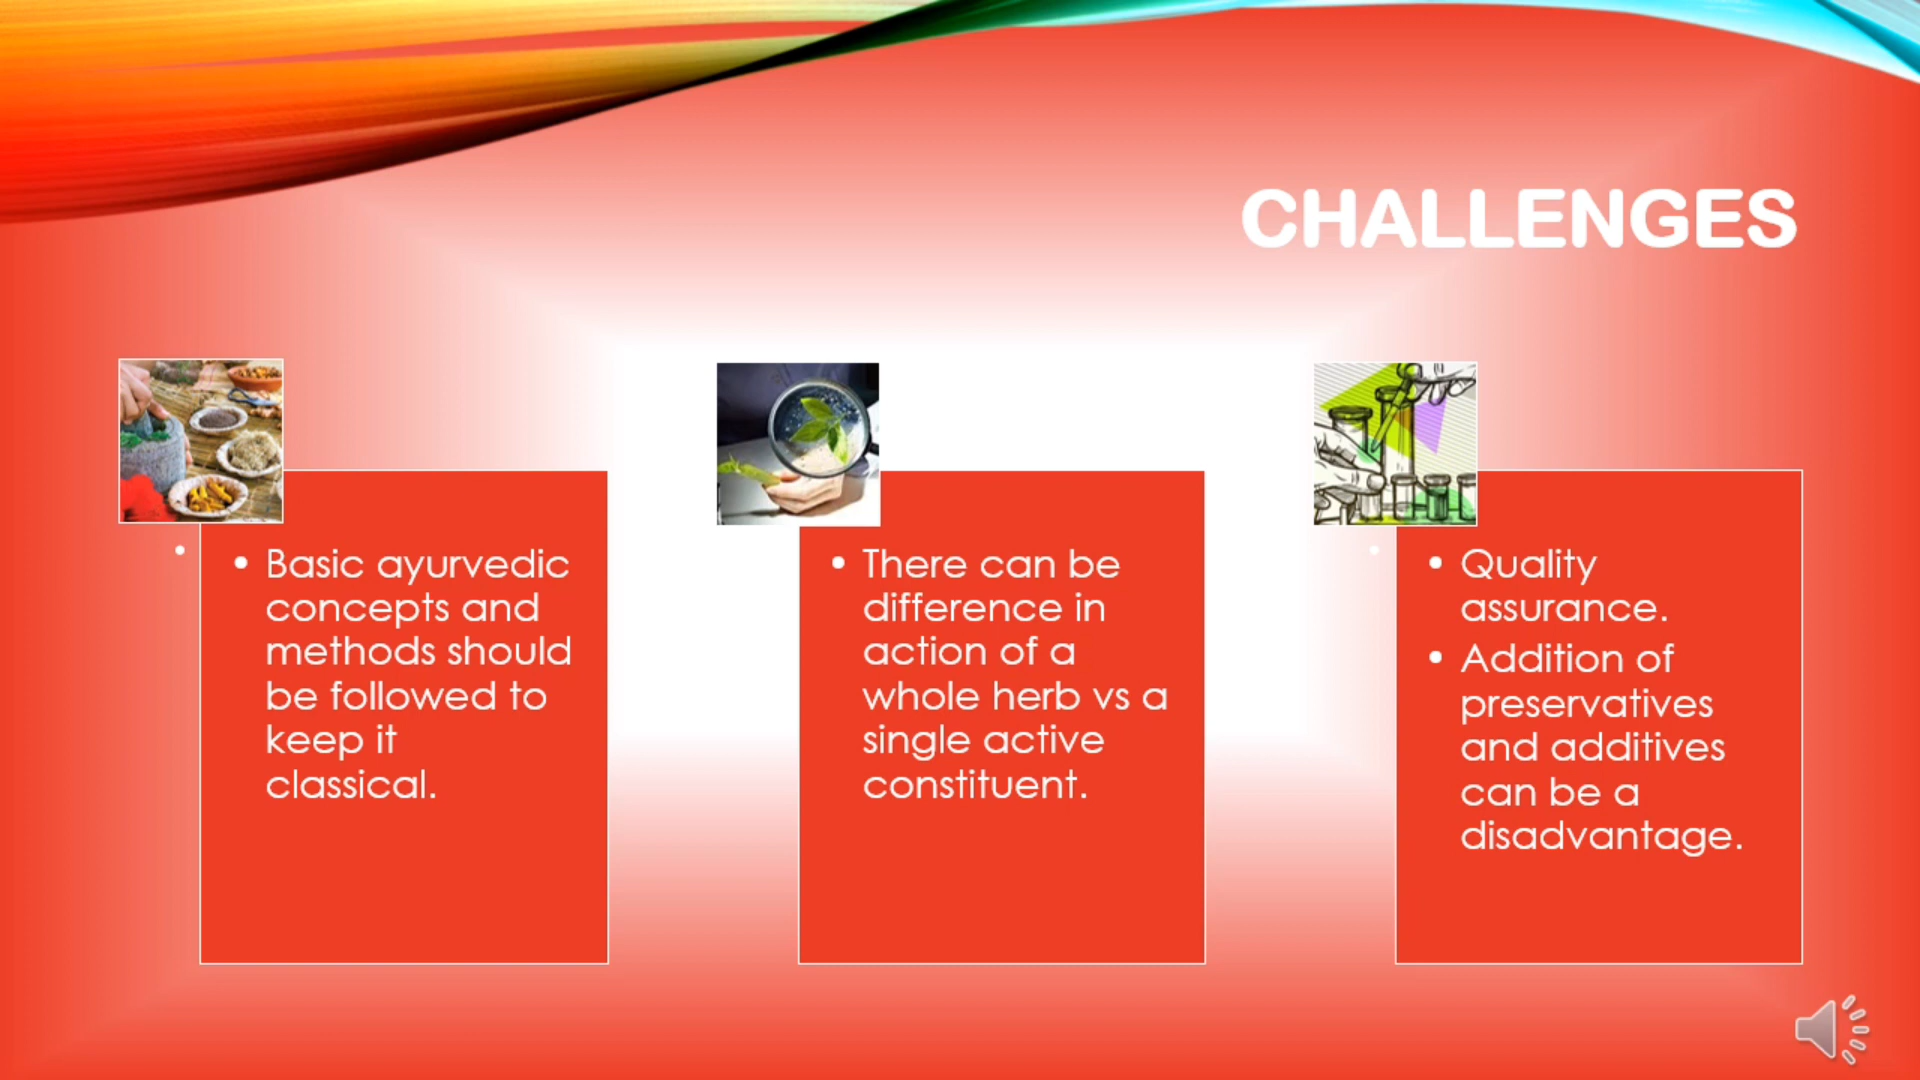 CHALLENGES
• Basic ayurvedic
concepts and
methods should
be followed to
keep it
classical.
• There can be
difference in
action of a
whole herb vs a
single active
constituent.
• Quality
assurance.
• Addition of
preservatives
and additives
can be a
disadvantage.